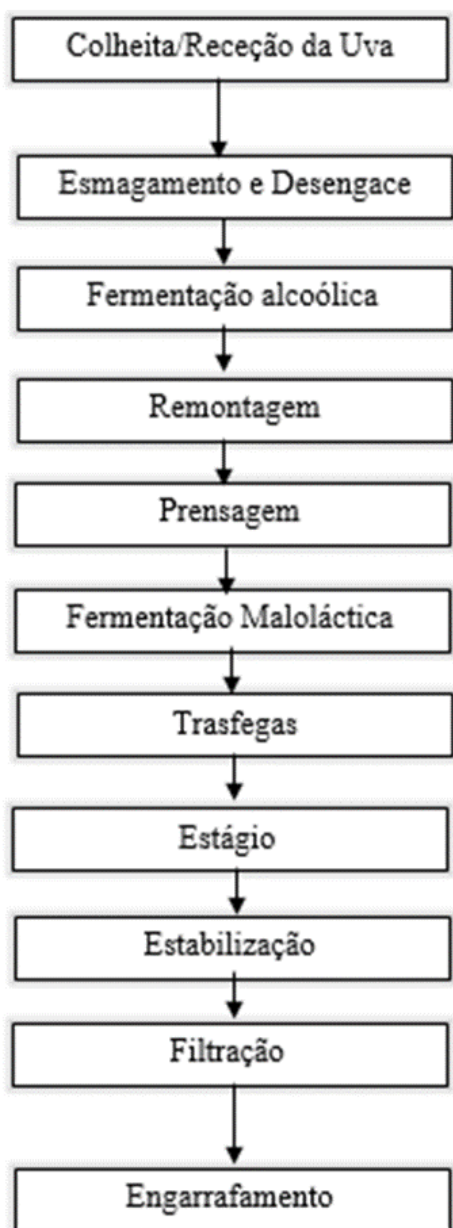 Colheita/Receção da Uva
Esmagamento e Desengace
Fermentação alcoólica
Remontagem
Prensagem
Fermentação Maloláctica
Trasfegas
Estágio
Estabilização
Filtração
Engarrafamento